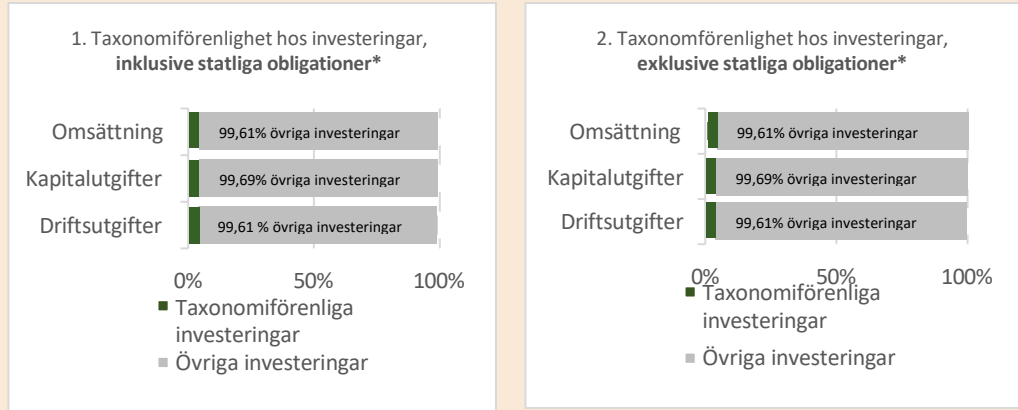 1. Taxonomiförenlighet hos investeringar,
inklusive statliga obligationer*
Omsättning
99,61% övriga investeringar
Kapitalutgifter
99,69% övriga investeringar
Driftsutgifter
99,61 % övriga investeringar
0% 50% 100%
Taxonomiförenliga
investeringar
Övriga investeringar
2. Taxonomförenlighet hos investeringar,
exklusive statliga obligationer*
Omsättning
99,61% övriga investeringar
Kapitalutgifter
99,69% övriga investeringar
Driftsutgifter
99,61% övriga investeringar
0% 50% 100%
Taxonomiförenliga
investeringar
Övriga investeringar